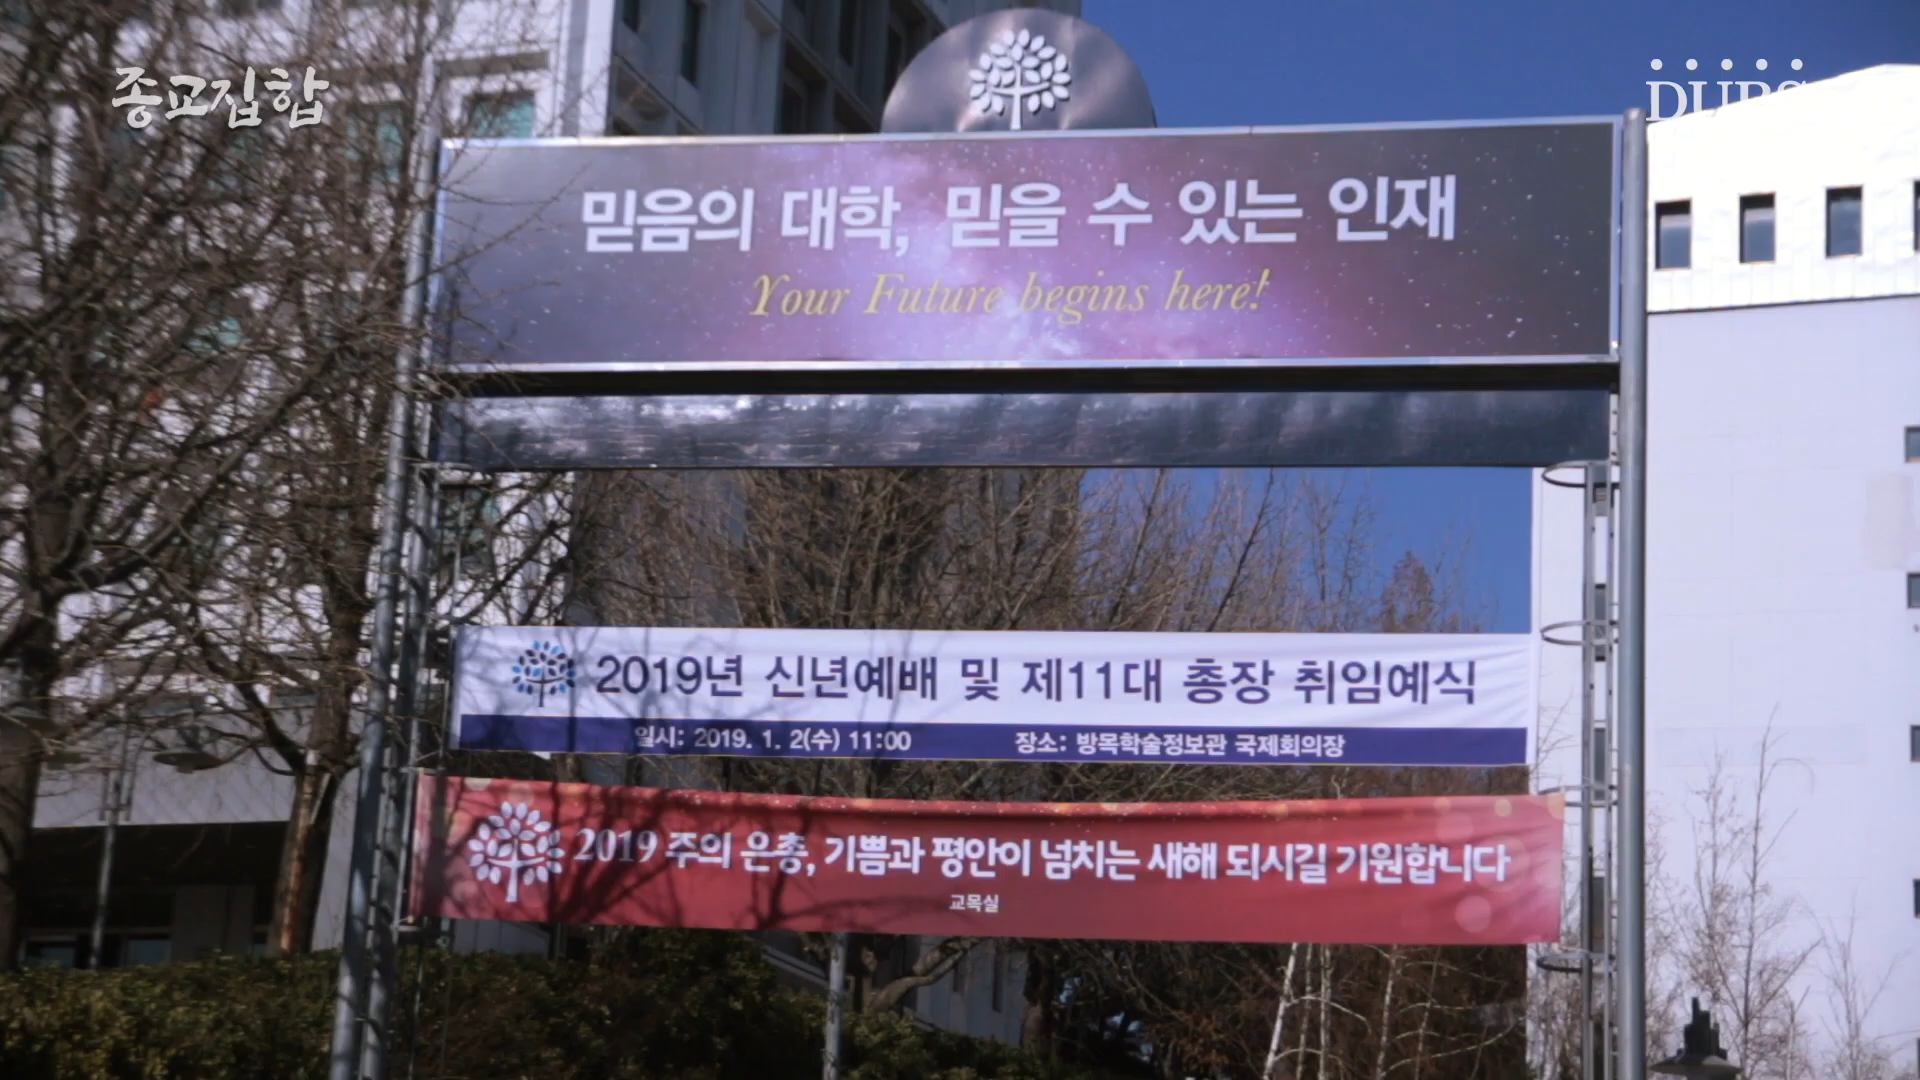 종교집합
DUBS
믿음의 대학, 믿을 수 있는 인재
Your Future begins here!
2019년 신년예배 및 제11대 총장 취임예식
일시: 2019. 1. 2(수) 11:00 장소: 방목학술정보관 국제회의장
2019 주의 은총, 기쁨과 평안이 넘치는 새해 되시길 기원합니다
교목실